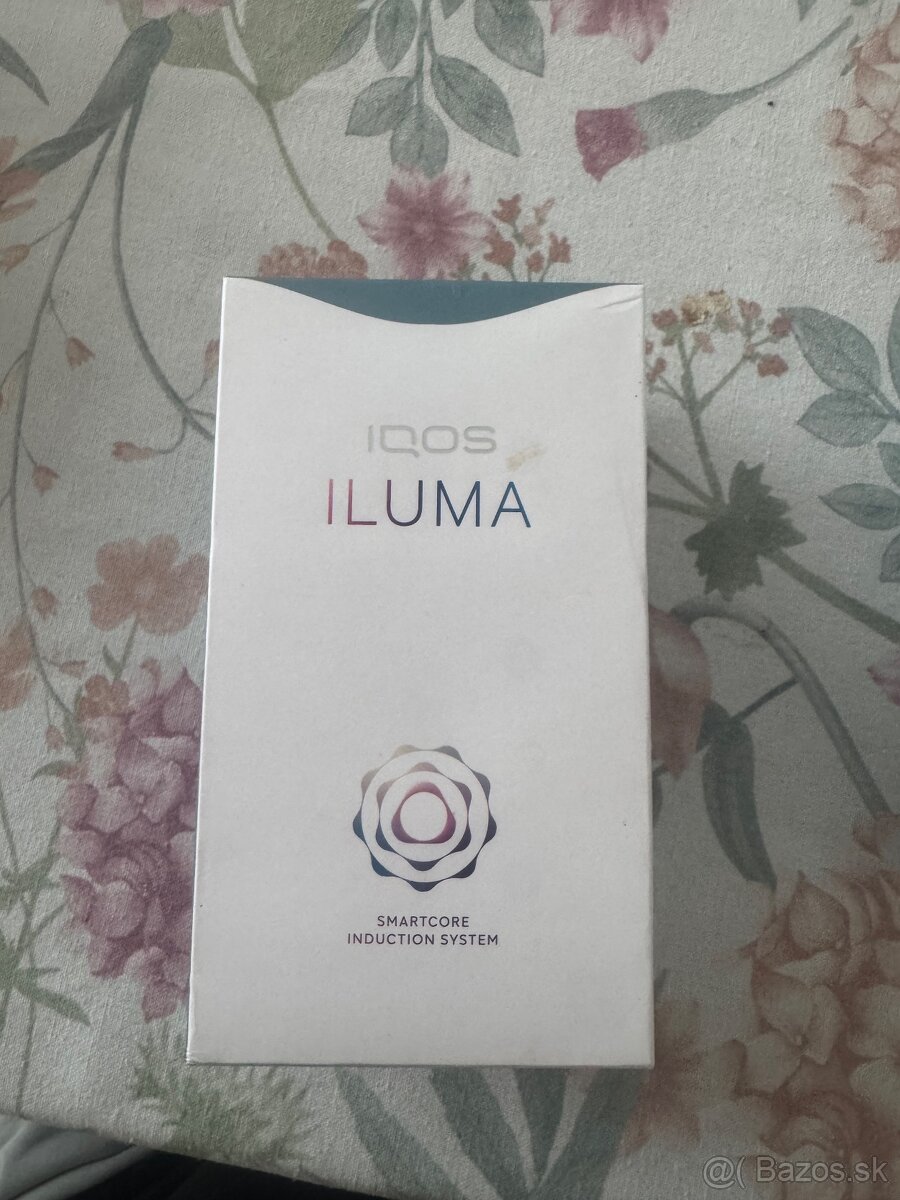 IQOS
ILUMA
SMARTCORE
INDUCTION SYSTEM
@( Bazos.sk